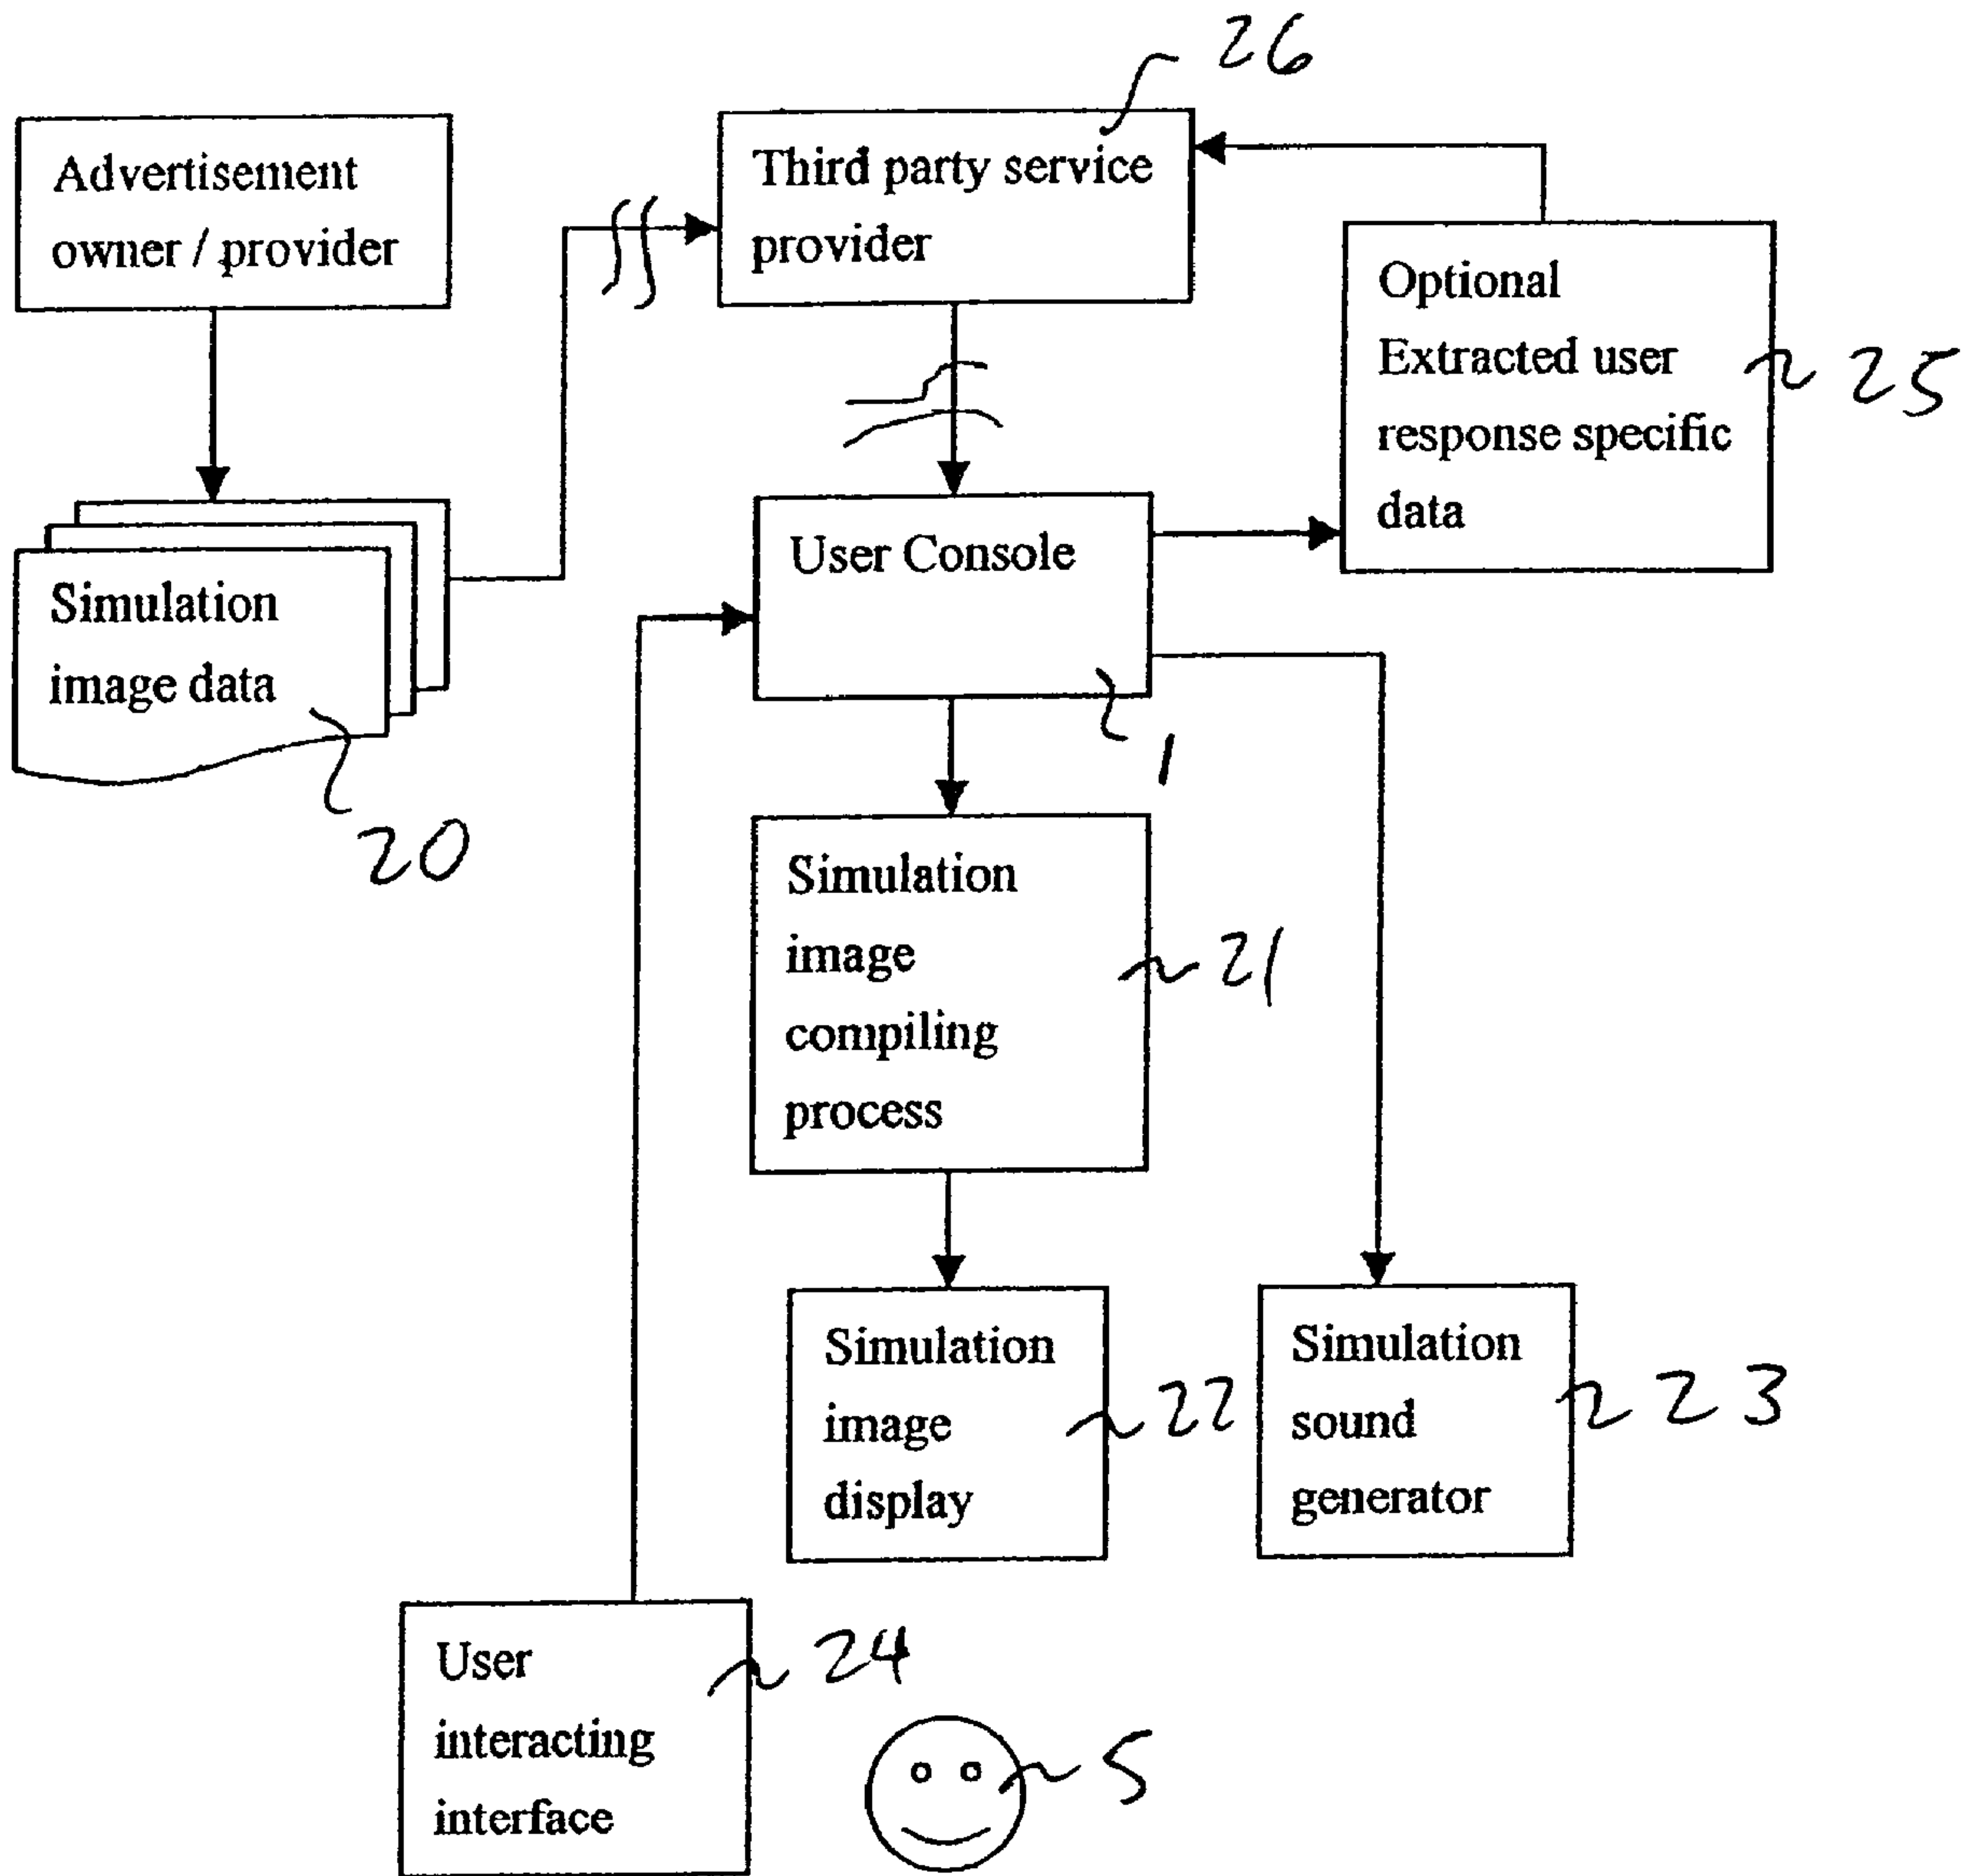 26
Advertisement
owner / provider
Third party service
provider
Optional
Extracted user
response specific
data
25
User Console
1
Simulation
image data
20
Simulation
image
compiling
process
21
Simulation
image
display
22
Simulation
sound
generator
23
User
interacting
interface
24
5